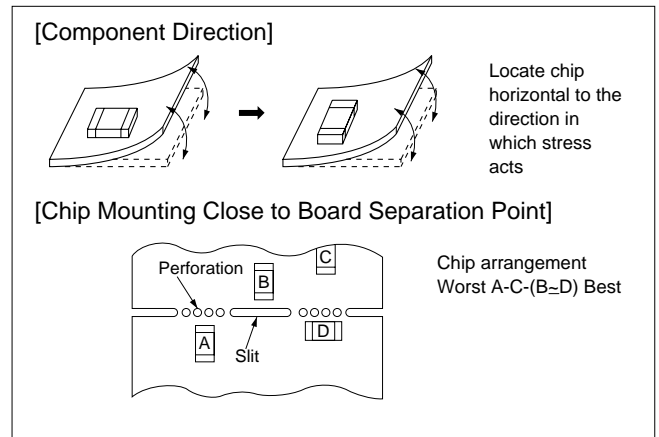 [Component Direction]
Locate chip
horizontal to the
direction in
which stress
acts
[Chip Mounting Close to Board Separation Point]
Perforation
C
B
A
D
Slit
Chip arrangement
Worst A-C-(B≃D) Best